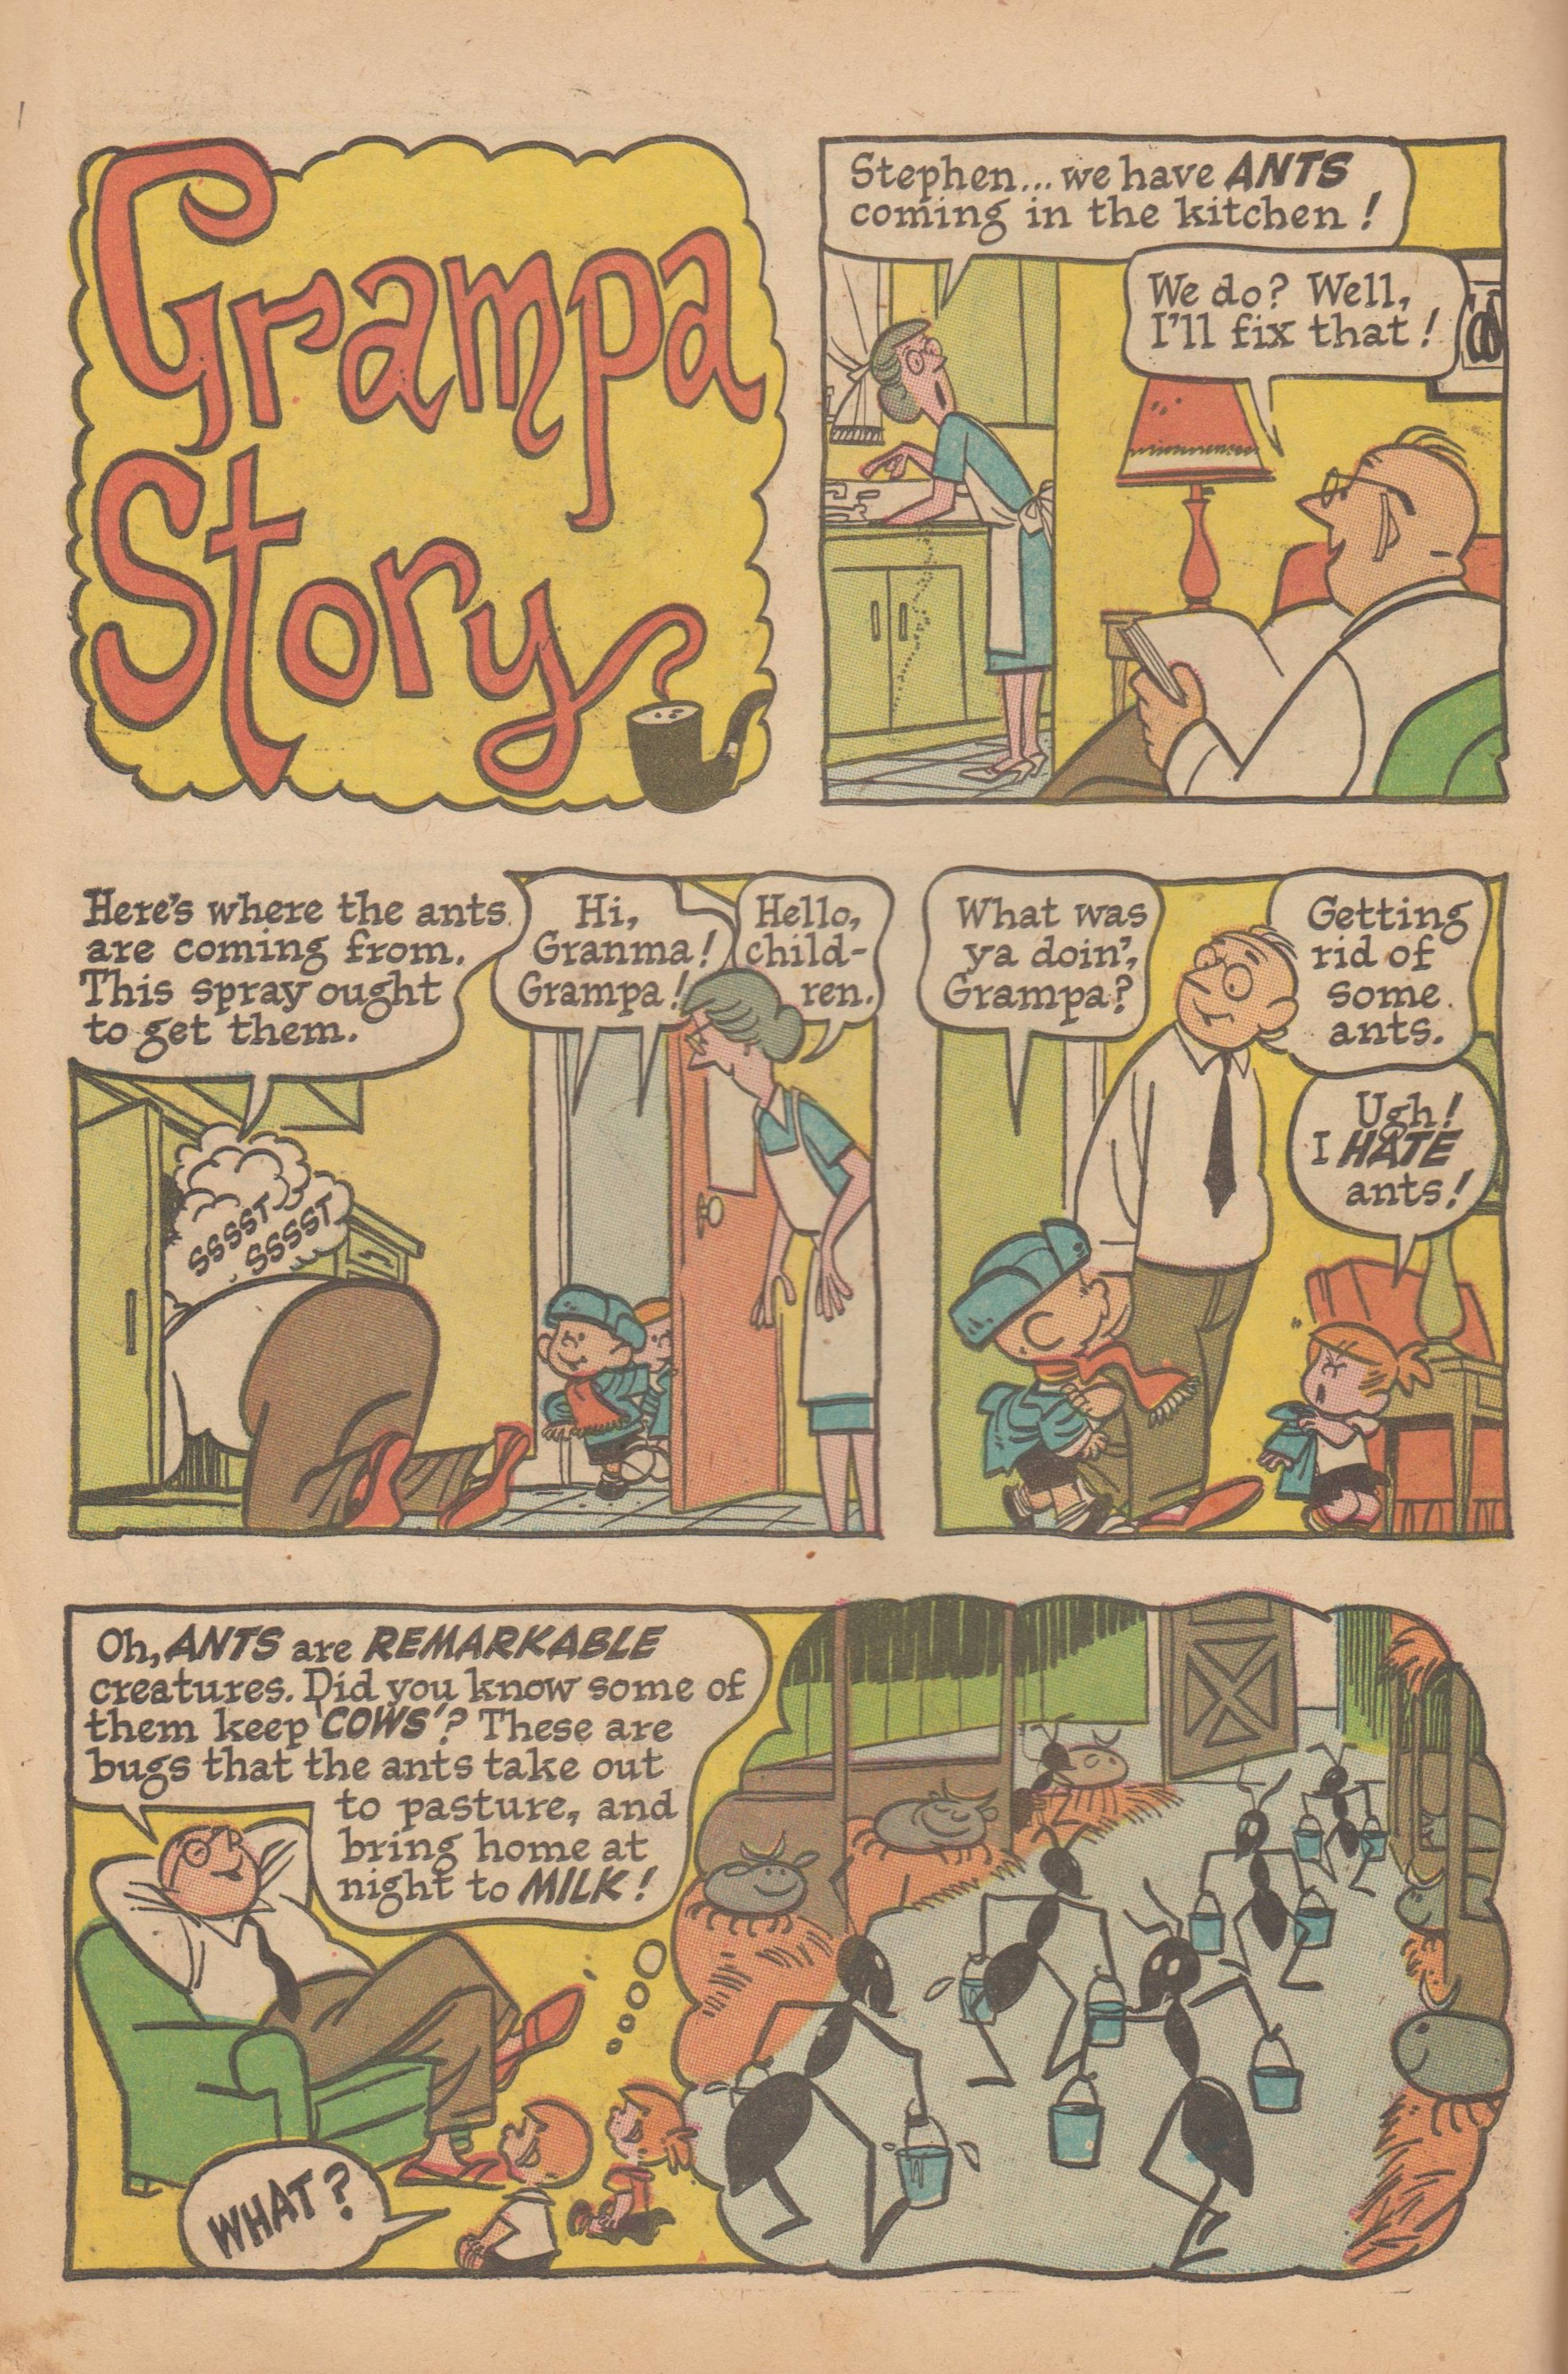 Grampa
Story
Stephen... we have ANTS
coming in the kitchen!
We do? Well,
I'll fix that!
Here's where the ants
are coming from.
This spray ought
to get them.
SSSST
SSSST
Hi,
Granma!
Grampa!
Hello,
child-
ren.
What was
ya doin',
Grampa?
Getting
rid of
some
ants.
Ugh!
I HATE
ants!
Oh, ANTS are REMARKABLE
creatures. Did you know some of
them keep 'COWS'? These are
bugs that the ants take out
to pasture, and
bring home at
night to MILK!
WHAT?